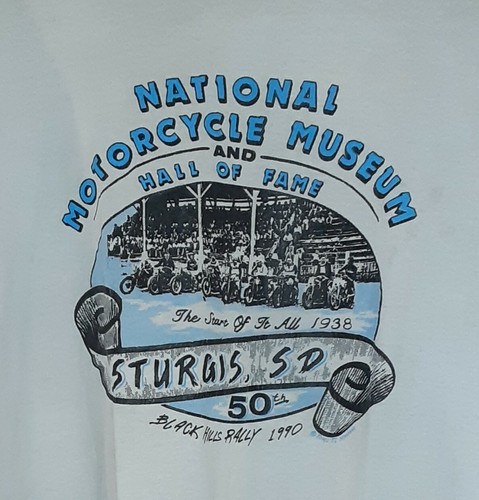 NATIONAL
MOTORCYCLE MUSEUM
AND
HALL OF FAME
The Start Of It All 1938
STURGIS, SD
50th
BLACK HILLS RALLY 1990